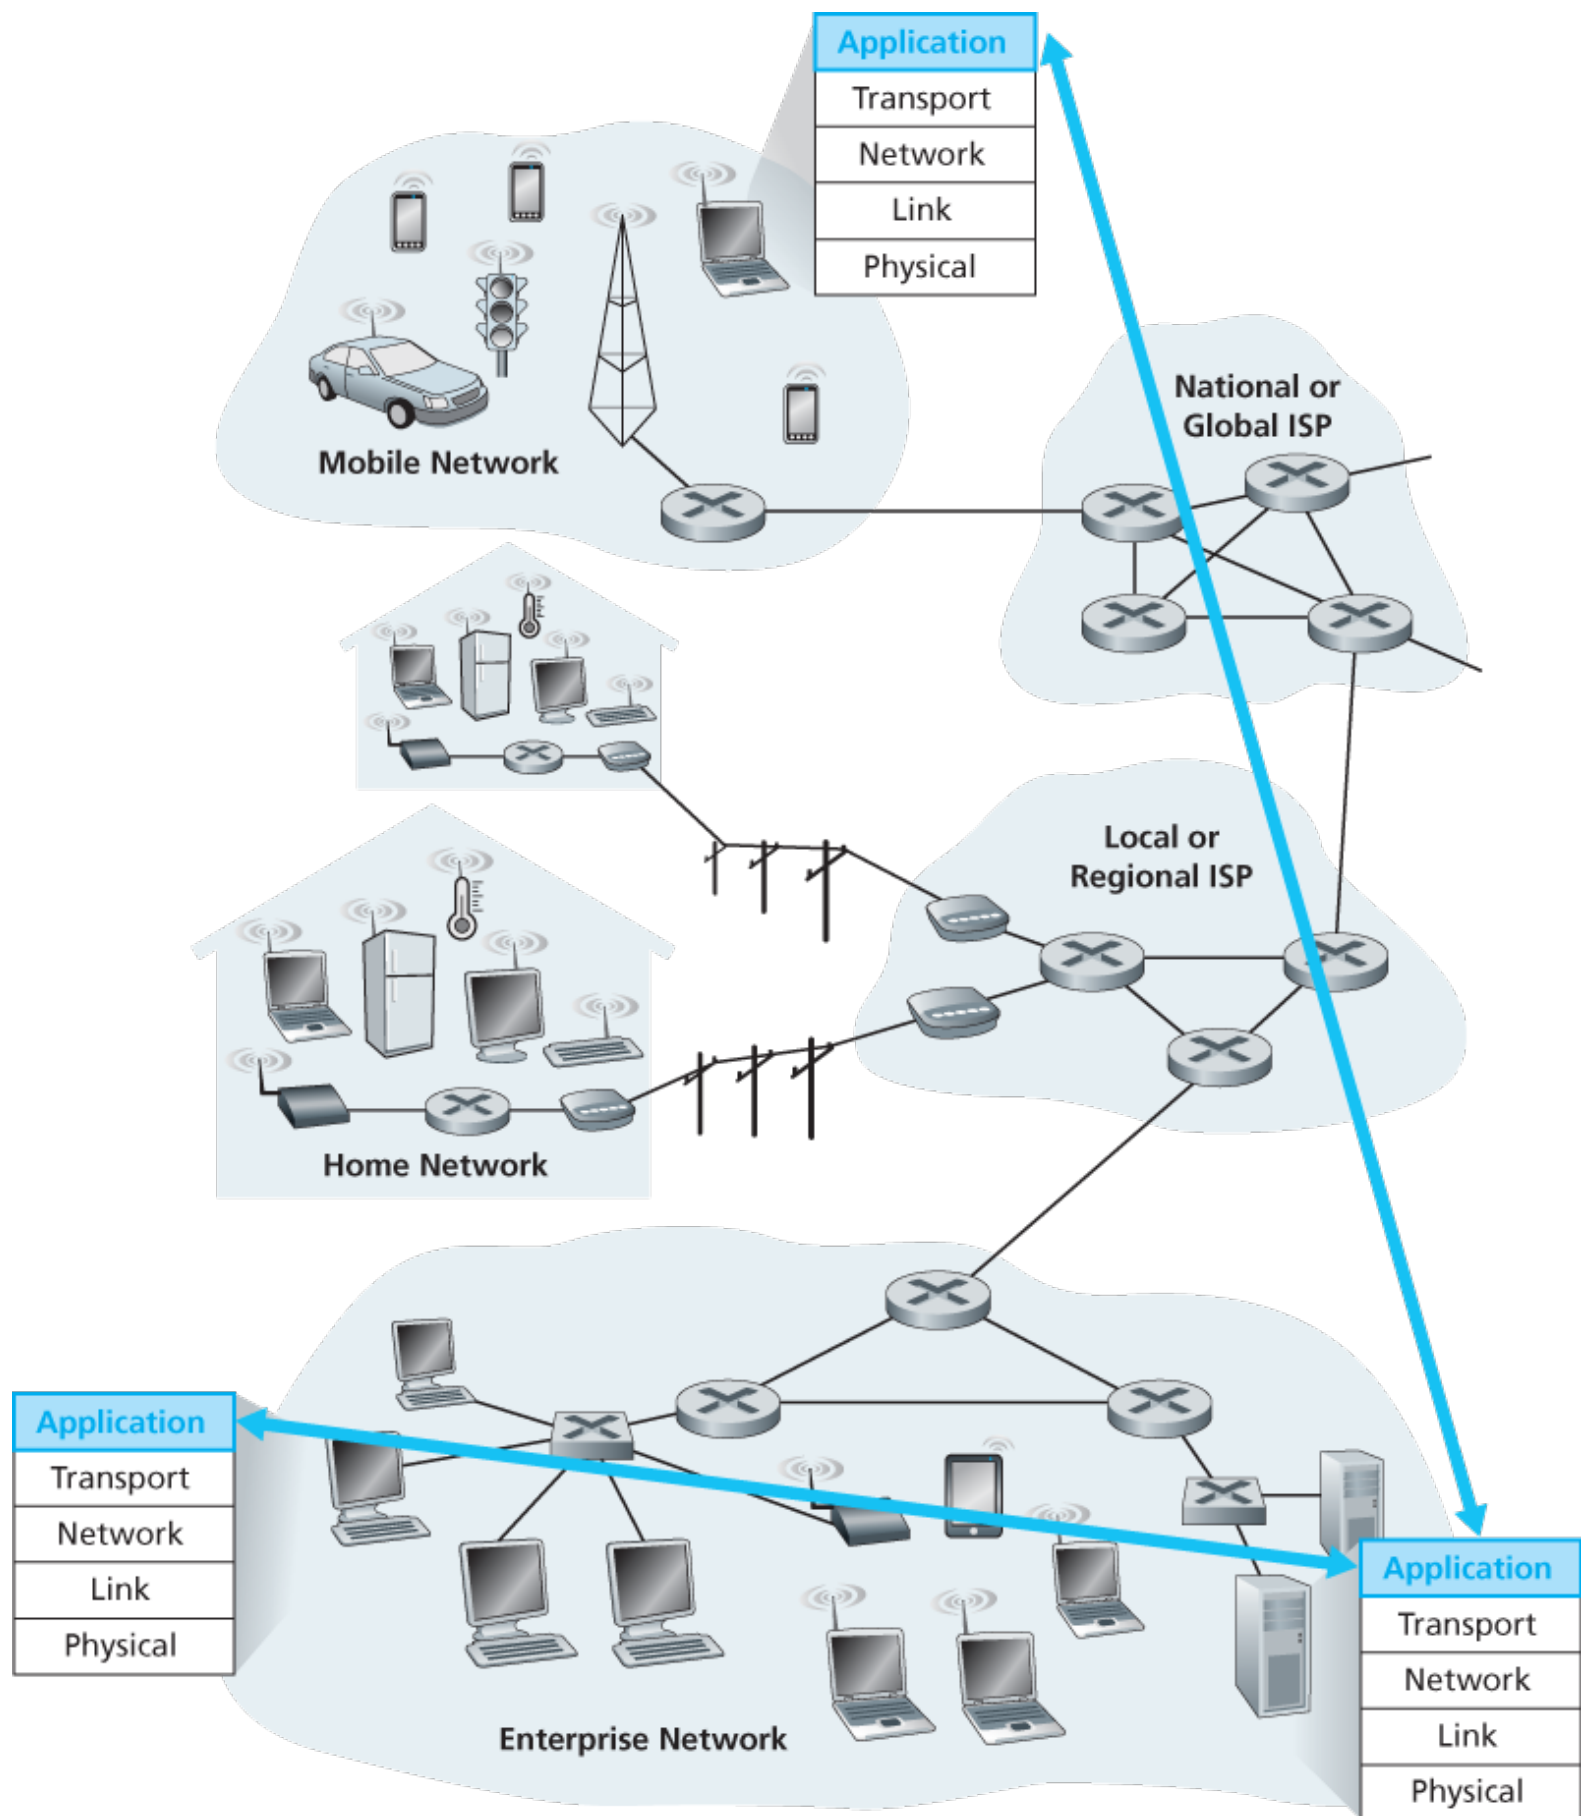 Application
Transport
Network
Link
Physical
National or
Global ISP
Mobile Network
Local or
Regional ISP
Home Network
Application
Transport
Network
Link
Physical
Application
Transport
Network
Link
Physical
Enterprise Network